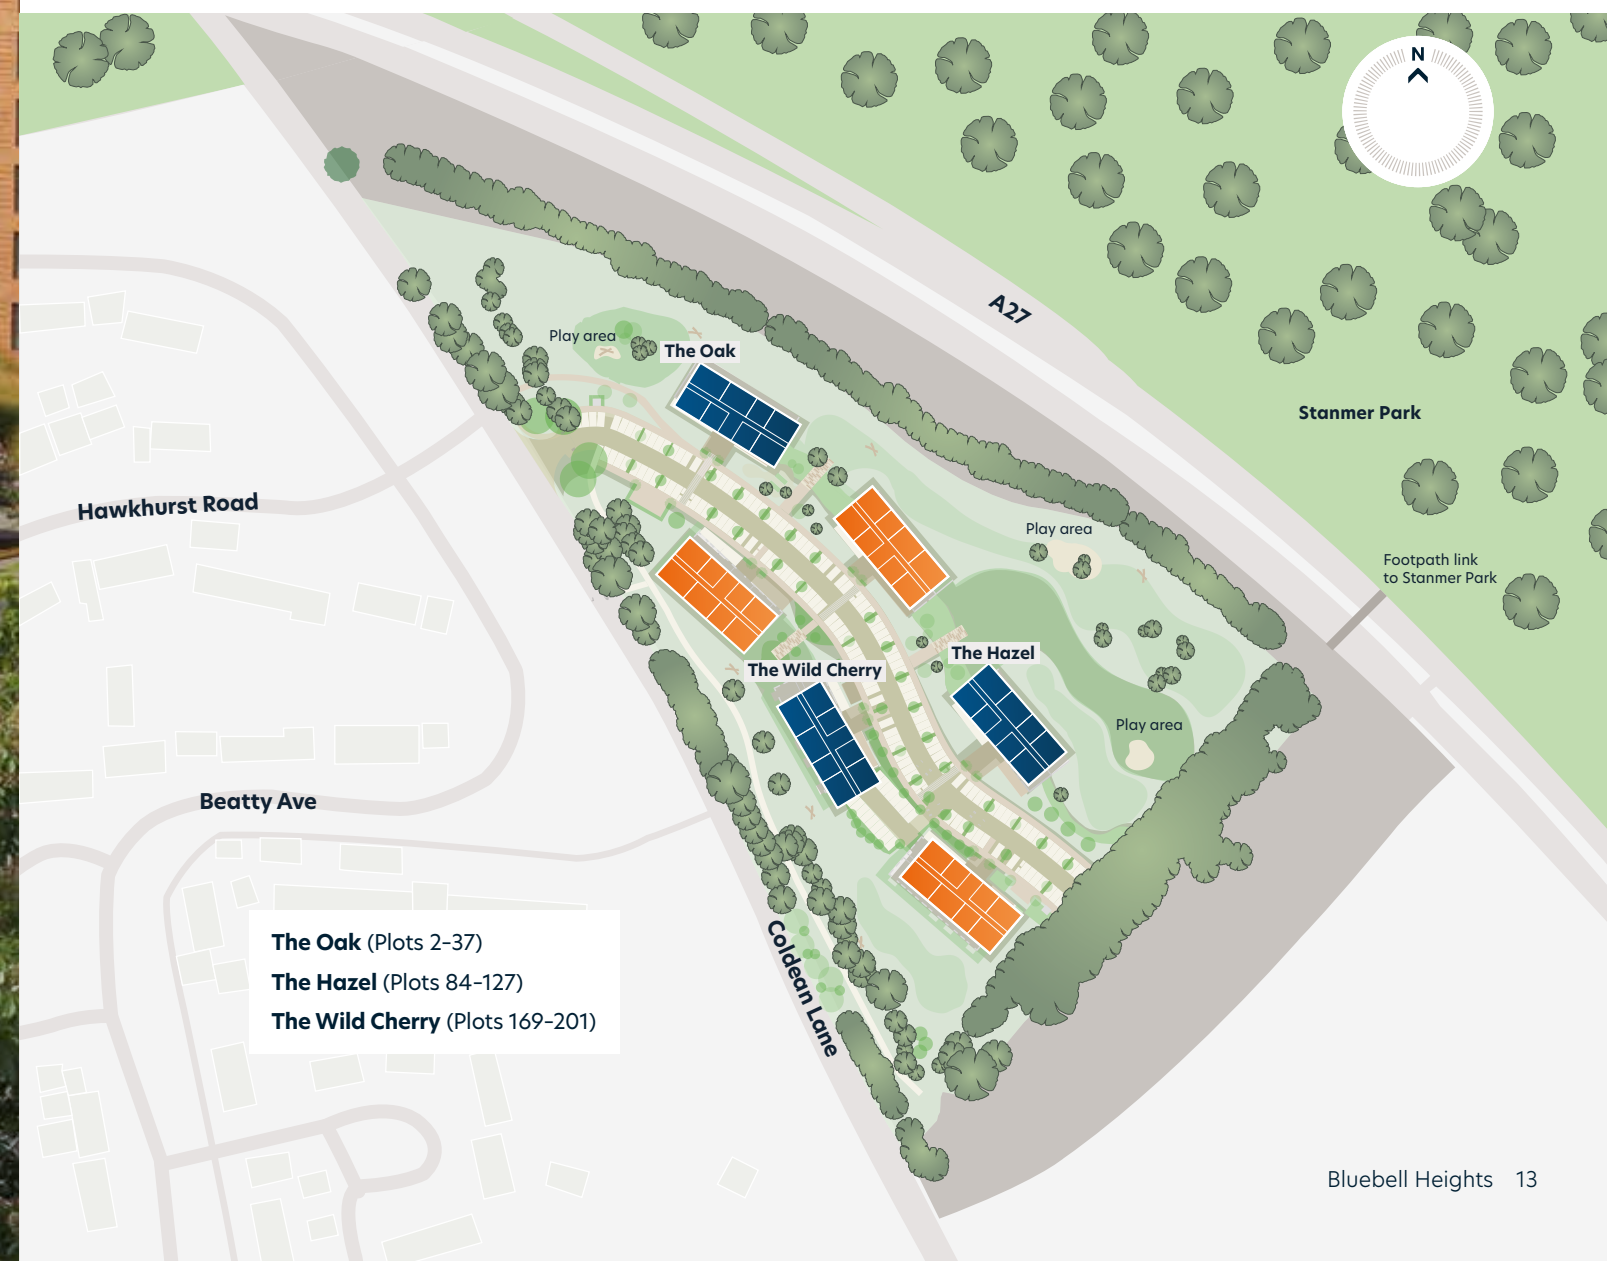 N
A27
Play area
The Oak
Stanmer Park
Hawkhurst Road
Play area
Footpath link
to Stanmer Park
The Hazel
The Wild Cherry
Play area
Beatty Ave
Coldean Lane
The Oak (Plots 2–37)
The Hazel (Plots 84–127)
The Wild Cherry (Plots 169–201)
Bluebell Heights 13